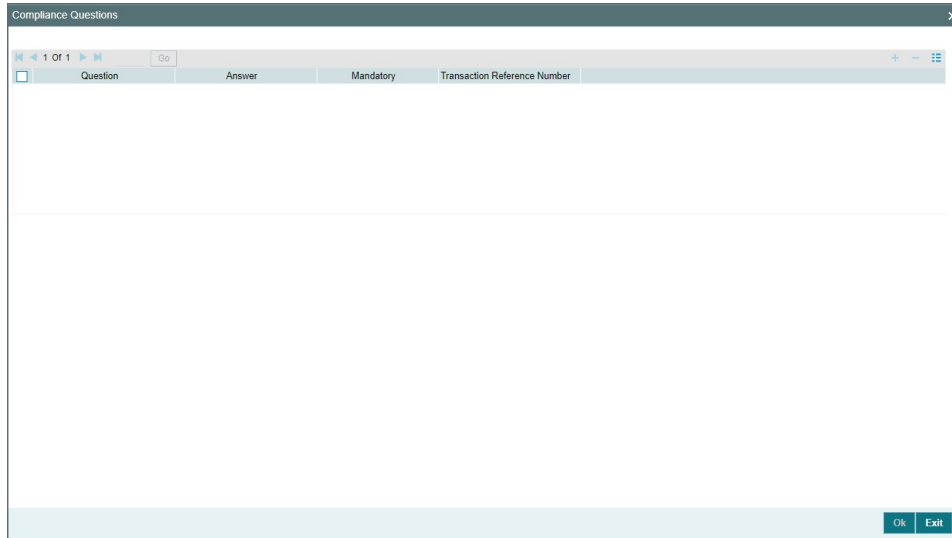 Compliance Questions
1 Of 1 Go
Question Answer Mandatory Transaction Reference Number
Ok Exit